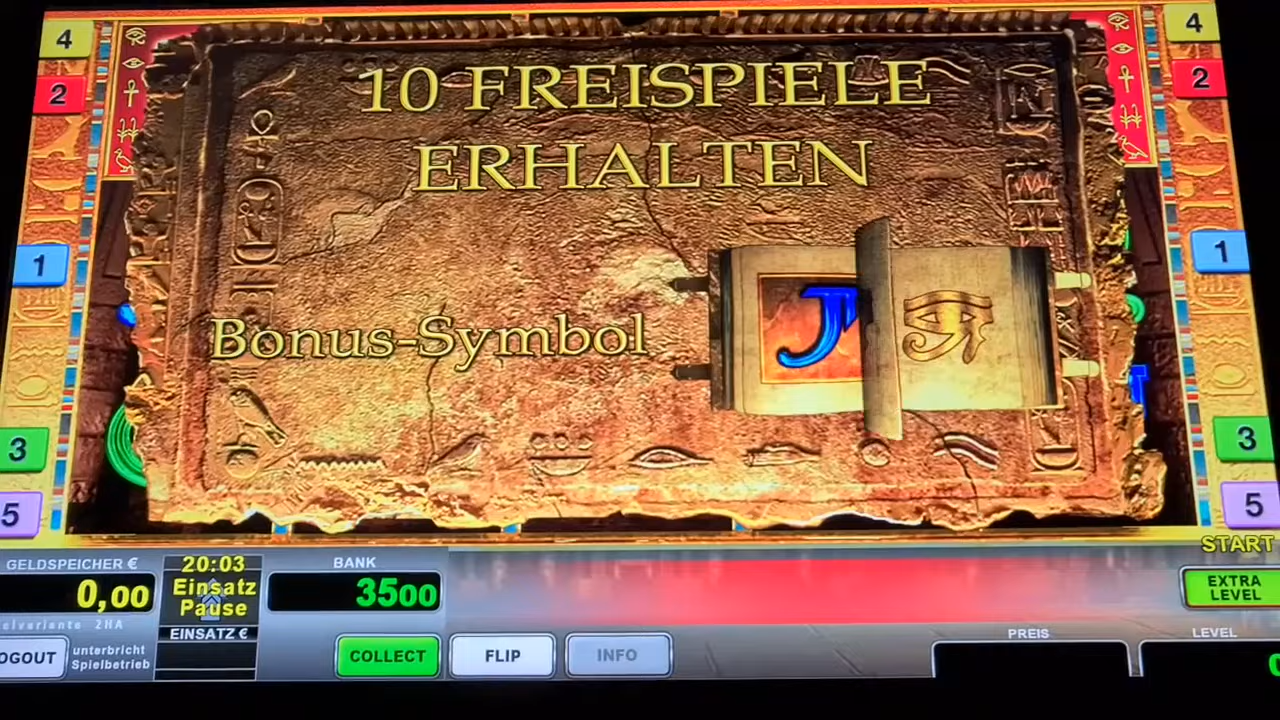 4
4
2
2
10 FREISPIELE
ERHALTEN
1
1
Bonus-Symbol
J
3
3
5
5
START
GELDSPEICHER €
0,00
20:03
Einsatz
Pause
EINSATZ €
BANK
3500
EXTRA
LEVEL
OGOUT
unterbricht
Spielbetrieb
COLLECT
FLIP
INFO
PREIS
LEVEL